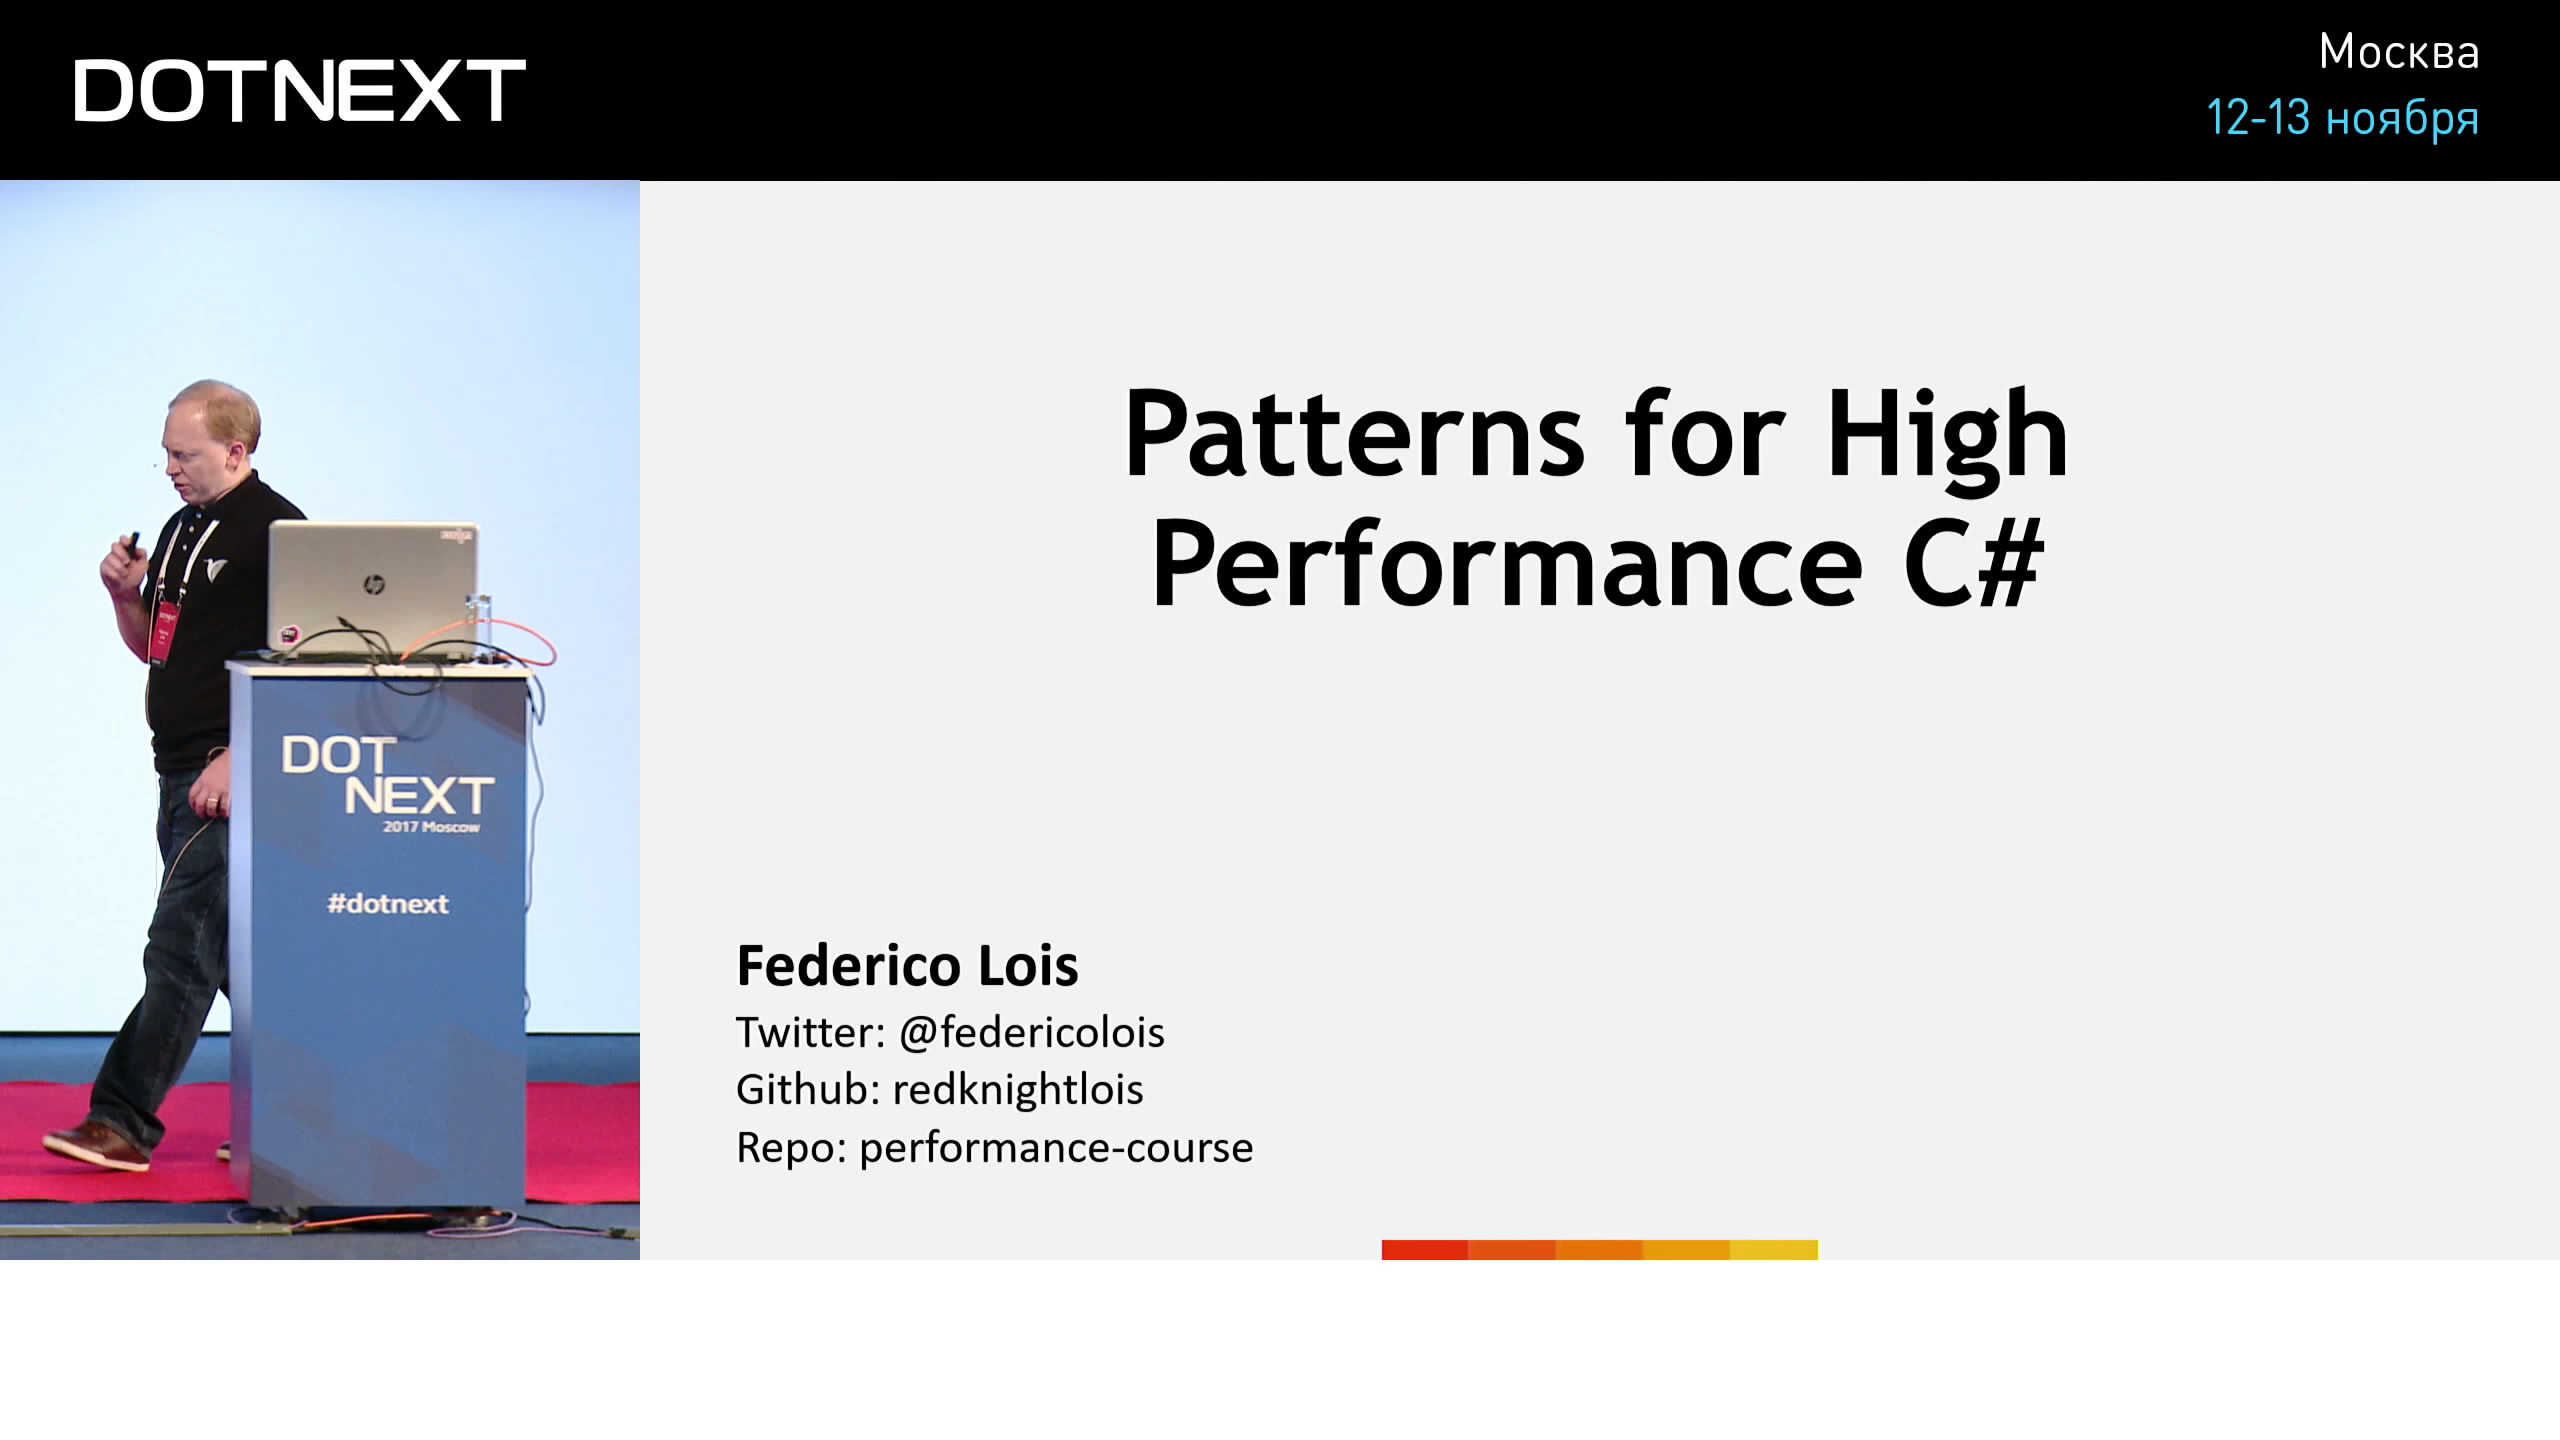 DOTNEXT
Москва
12-13 ноября
Patterns for High
Performance C#
Federico Lois
Twitter: @federicolois
Github: redknightlois
Repo: performance-course
hp
DOT
NEXT
2017 Moscow
#dotnext